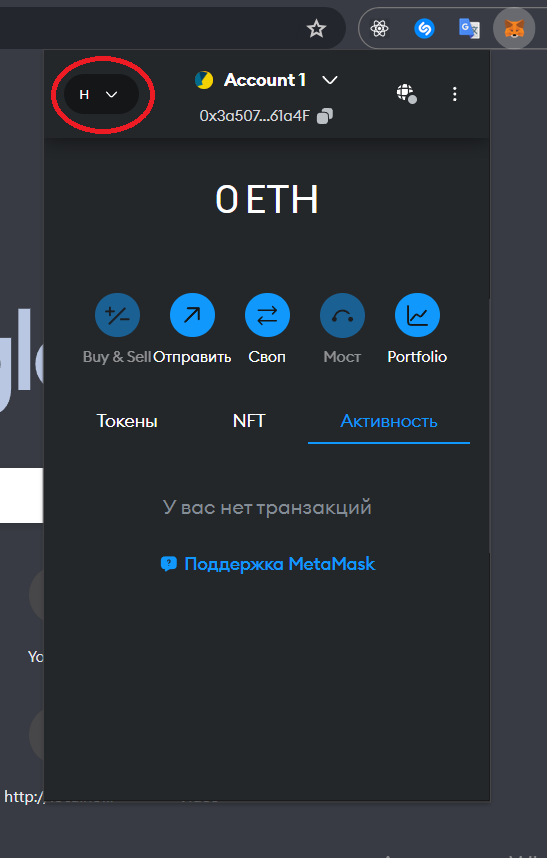 H
Account 1
0x3a507...61a4F
0 ETH
Buy & Sell
Отправить
Своп
Мост
Portfolio
Токены
NFT
Активность
У вас нет транзакций
Поддержка MetaMask
gl
Yo
http://